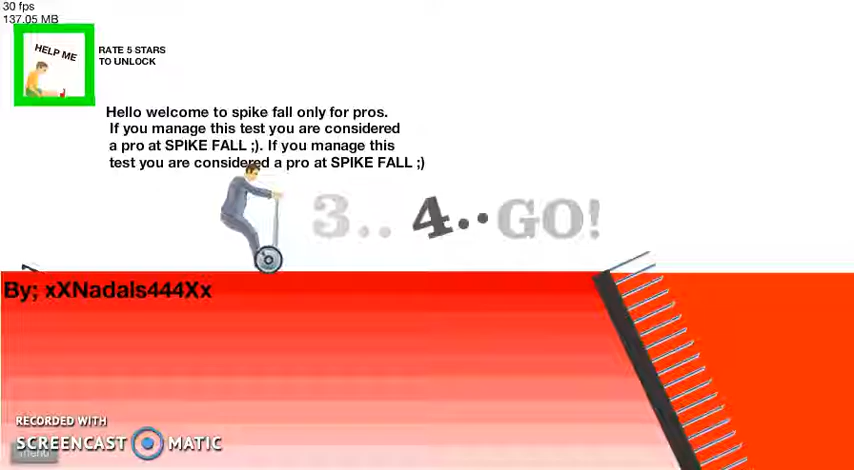 30 fps
137.05 MB
HELP ME
RATE 5 STARS
TO UNLOCK
Hello welcome to spike fall only for pros.
If you manage this test you are considered
a pro at SPIKE FALL ;). If you manage this
test you are considered a pro at SPIKE FALL ;)
3.. 4.. GO!
By; xXNadals444Xx
RECORDED WITH
SCREENCAST MATIC
menu